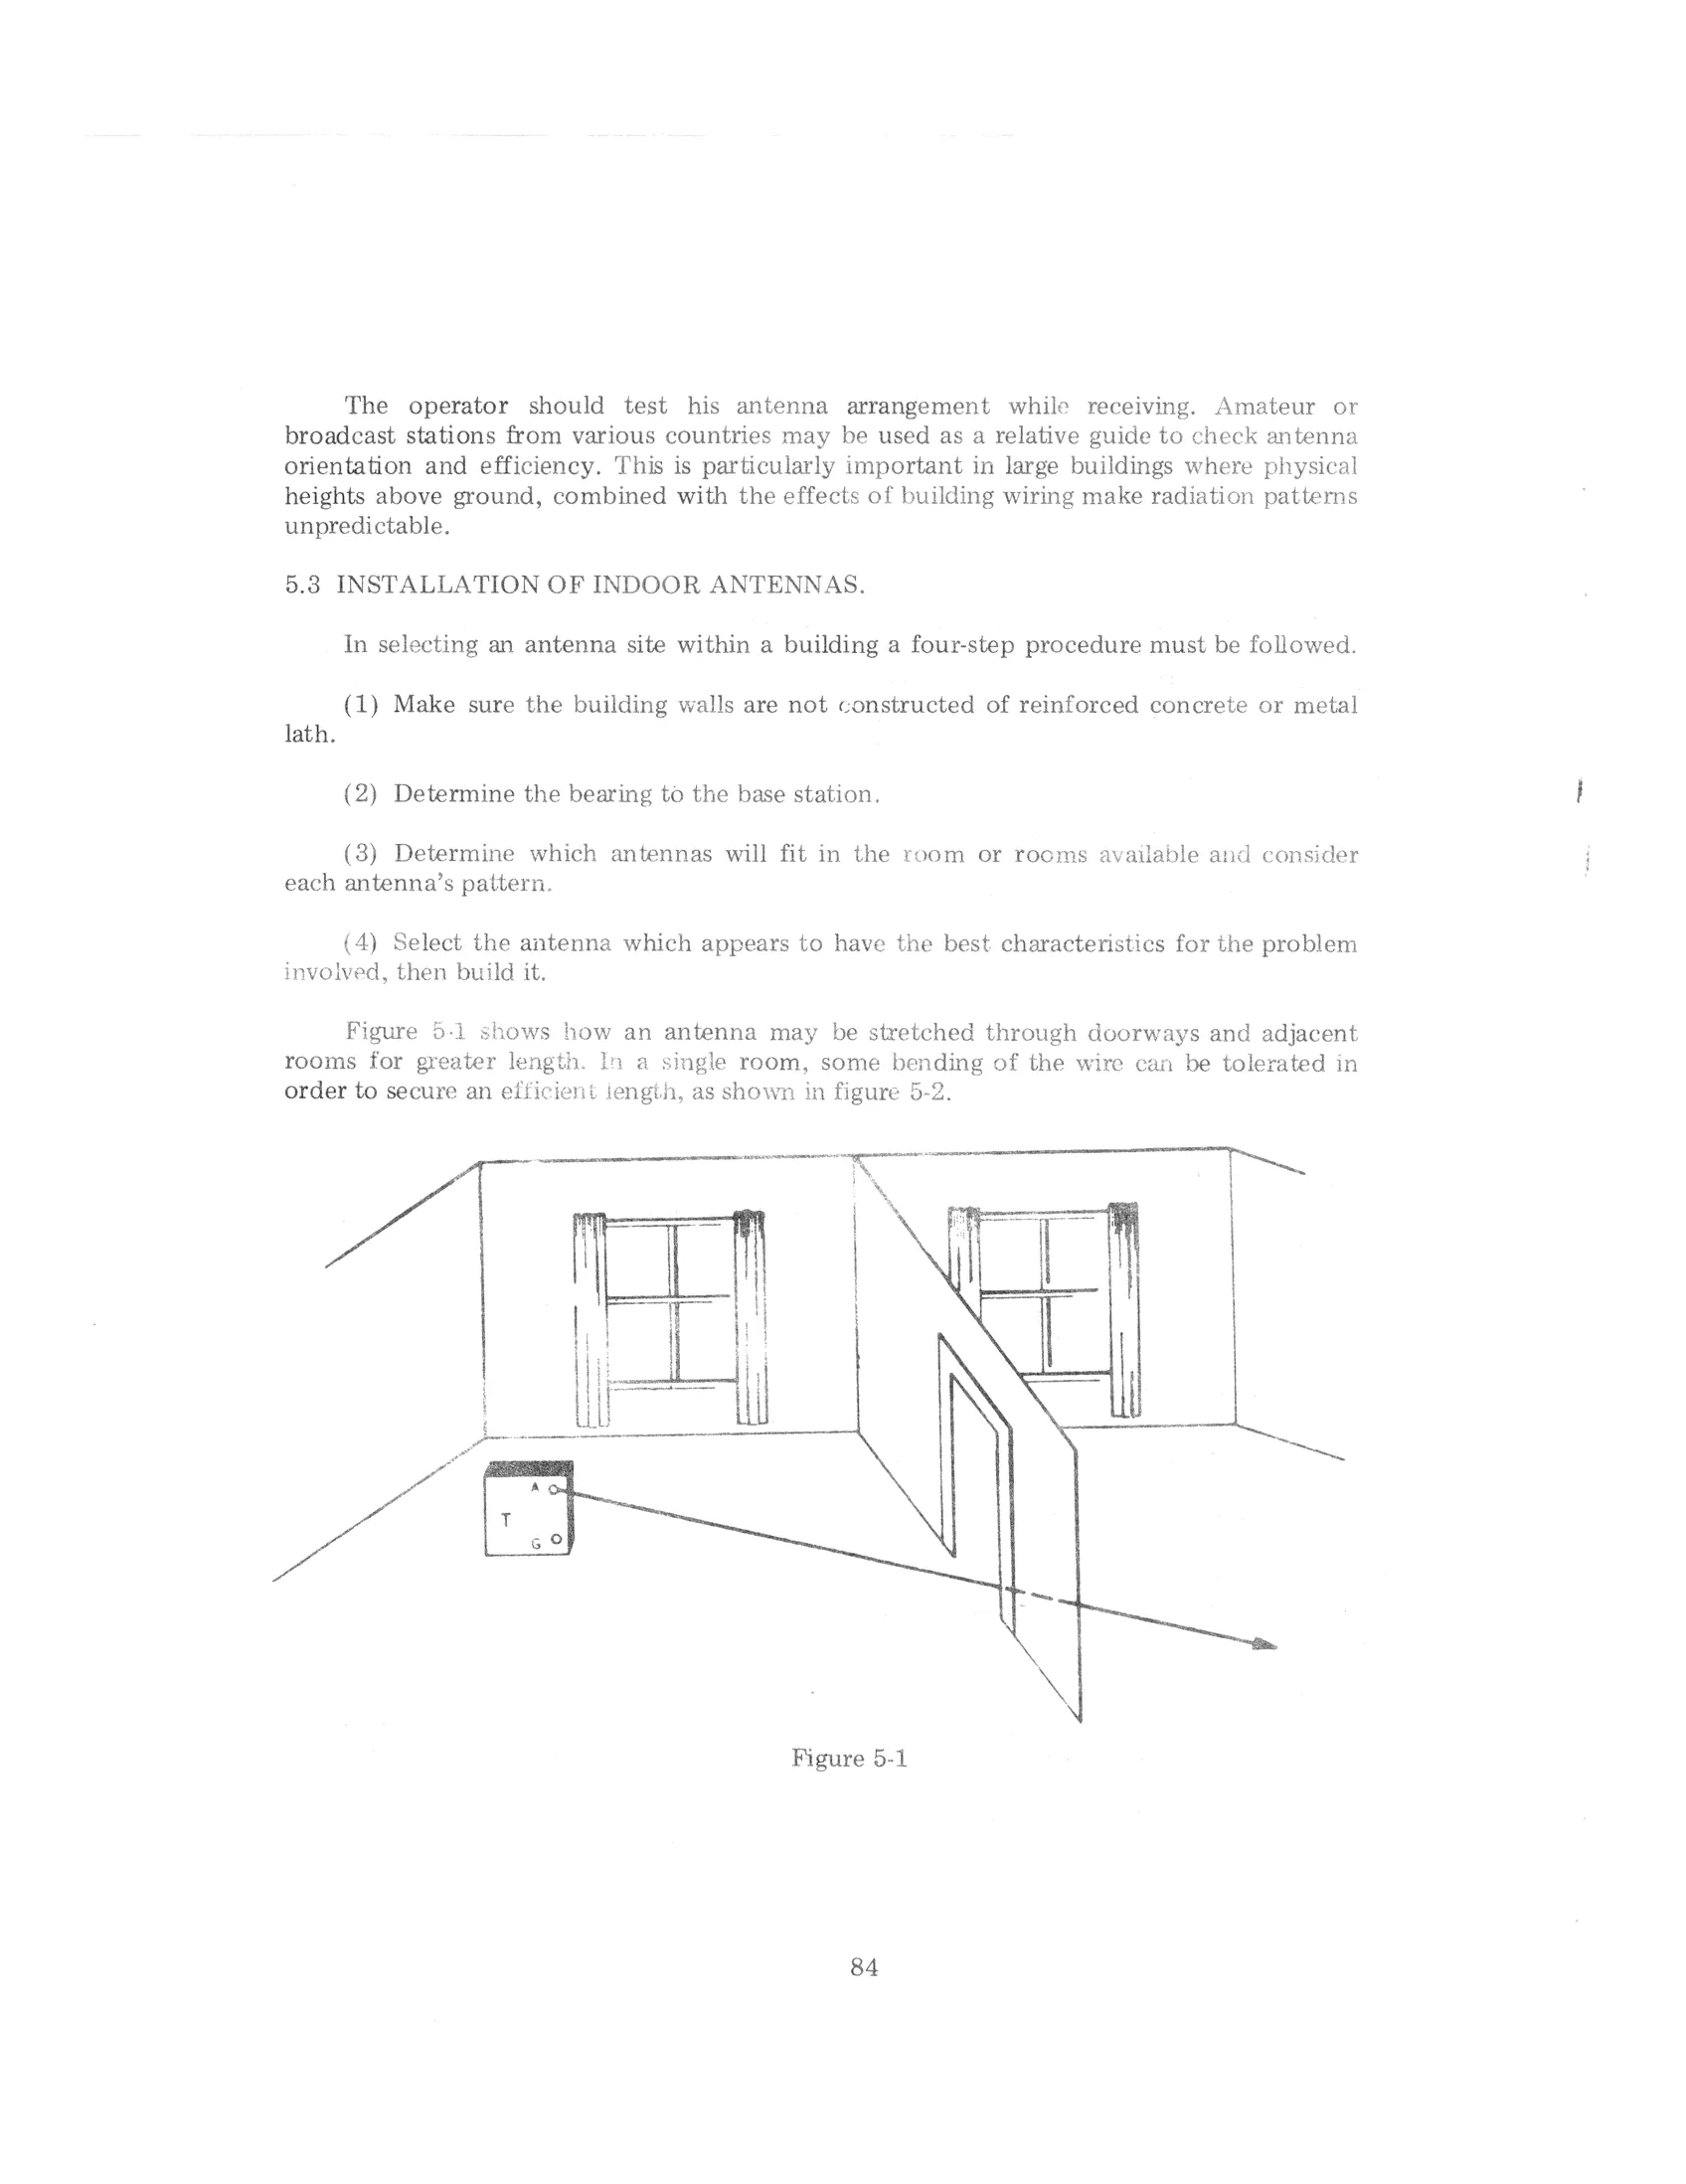 The operator should test his antenna arrangement while receiving. Amateur or
broadcast stations from various countries may be used as a relative guide to check antenna
orientation and efficiency. This is particularly important in large buildings where physical
heights above ground, combined with the effects of building wiring make radiation patterns
unpredictable.
5.3 INSTALLATION OF INDOOR ANTENNAS.
In selecting an antenna site within a building a four-step procedure must be followed.
(1) Make sure the building walls are not constructed of reinforced concrete or metal
lath.
(2) Determine the bearing to the base station.
(3) Determine which antennas will fit in the room or rooms available and consider
each antenna's pattern.
(4) Select the antenna which appears to have the best characteristics for the problem
involved, then build it.
Figure 5-1 shows how an antenna may be stretched through doorways and adjacent
rooms for greater length. In a single room, some bending of the wire can be tolerated in
order to secure an efficient length, as shown in figure 5-2.
A
T
G
Figure 5-1
84